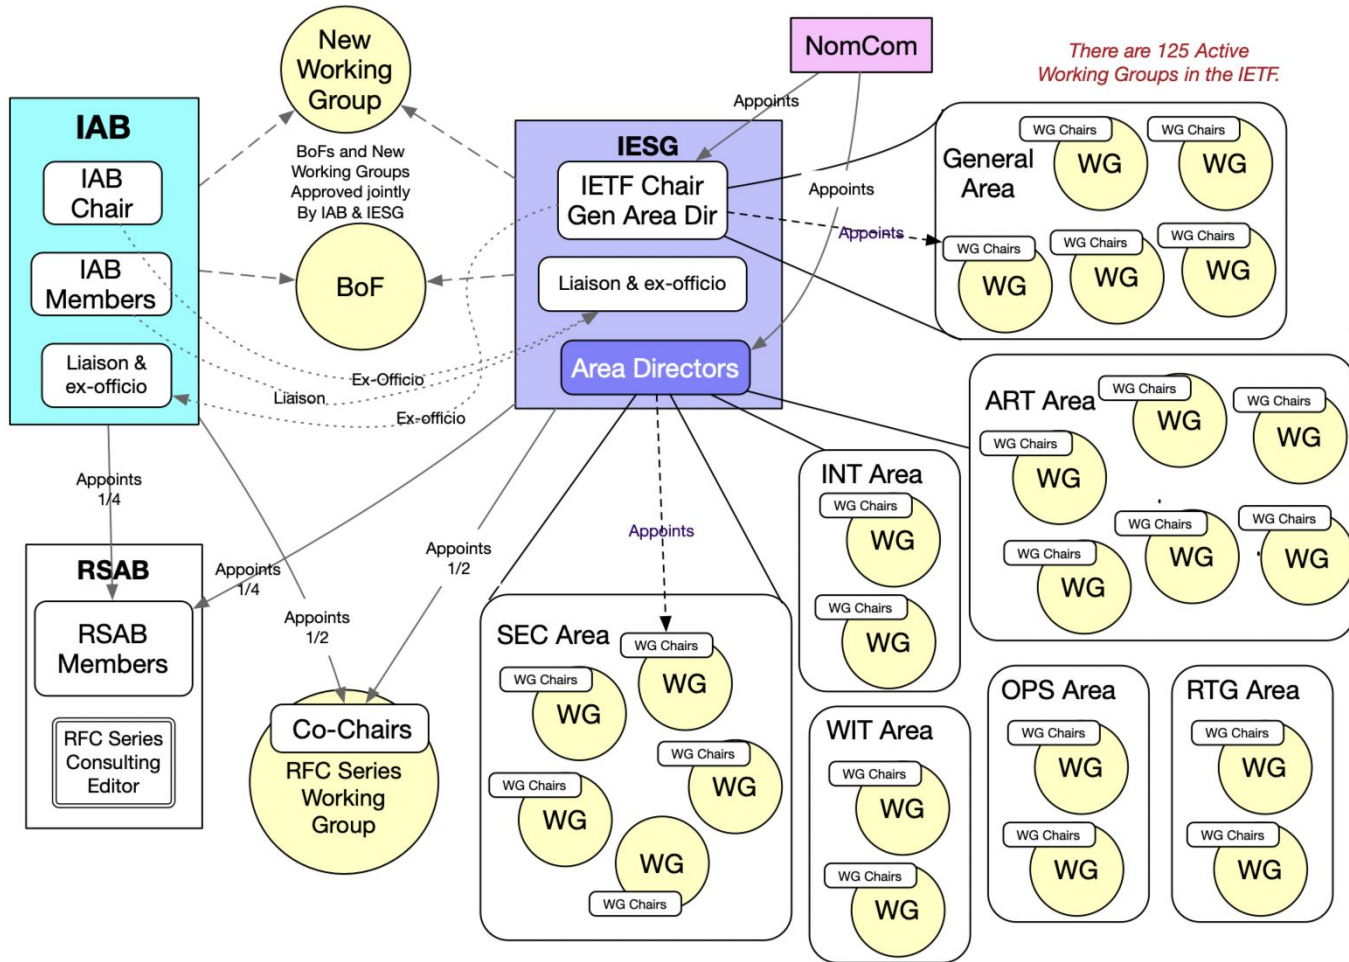 New
Working
Group
NomCom
There are 125 Active
Working Groups in the IETF.
Appoints
IAB
IAB
Chair
IAB
Members
Liaison &
ex-officio
BoFs and New
Working Groups
Approved jointly
By IAB & IESG
BoF
IESG
IETF Chair
Gen Area Dir
Liaison & ex-officio
Area Directors
Appoints
Appoints
General
Area
WG Chairs
WG
WG Chairs
WG
WG Chairs
WG
WG Chairs
WG
WG Chairs
WG
Ex-Officio
Liaison
Ex-officio
ART Area
WG Chairs
WG
WG Chairs
WG
WG Chairs
WG
WG Chairs
WG
WG Chairs
WG
WG Chairs
WG
INT Area
WG Chairs
WG
WG Chairs
WG
Appoints
1/4
Appoints
1/4
Appoints
1/2
Appoints
1/2
Appoints
RSAB
RSAB
Members
RFC Series
Consulting
Editor
Co-Chairs
RFC Series
Working
Group
SEC Area
WG Chairs
WG
WG Chairs
WG
WG Chairs
WG
WG Chairs
WG
WG
WG Chairs
WIT Area
WG Chairs
WG
WG Chairs
WG
OPS Area
WG Chairs
WG
WG Chairs
WG
RTG Area
WG Chairs
WG
WG Chairs
WG